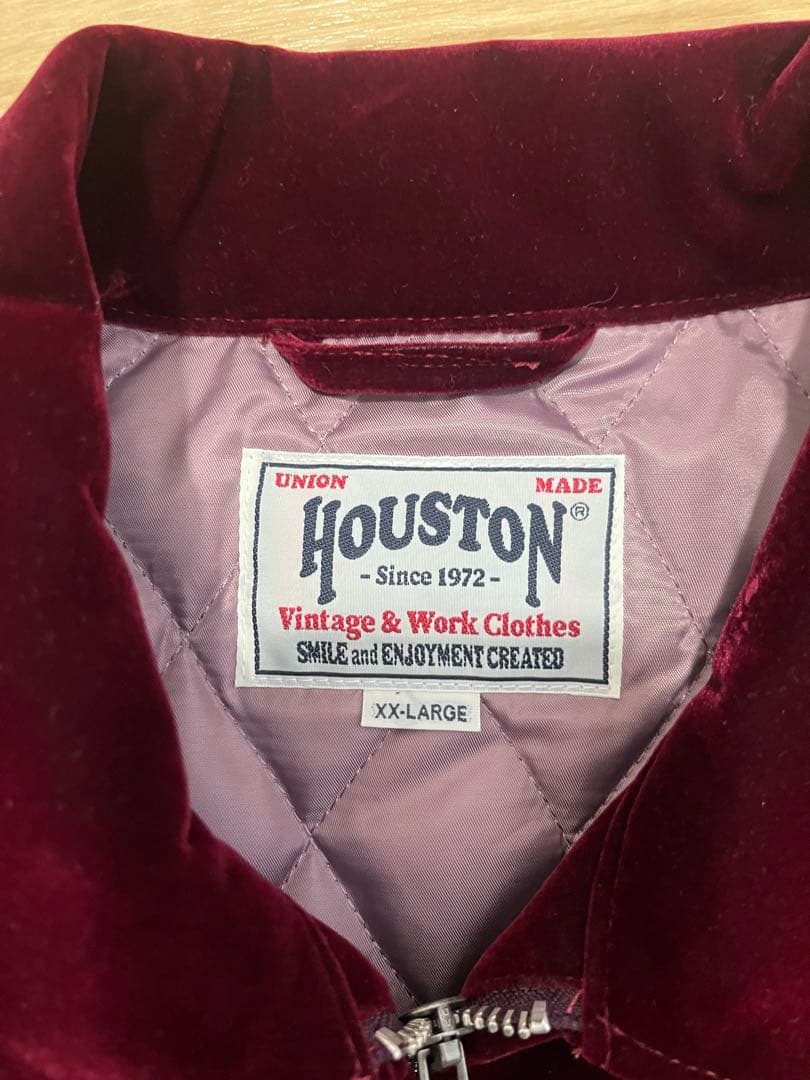 UNION MADE
HOUSTON®
- Since 1972 -
Vintage & Work Clothes
SMILE and ENJOYMENT CREATED
XX-LARGE